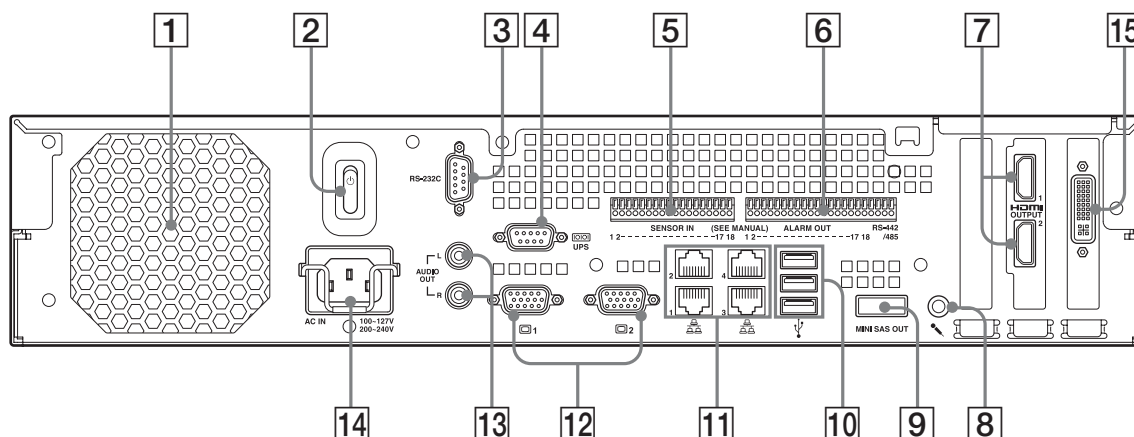 1 2 3 4 5 6 7 15
RS-232C
SENSOR IN (SEE MANUAL) ALARM OUT RS-442
1 2 17 18 1 2 17 18 /485
UPS
L
AUDIO
OUT
R
1
HDMI
OUTPUT
2
2 4
1 3
AC IN 100–127V
200–240V
1 2
MINI SAS OUT
14 13 12 11 10 9 8